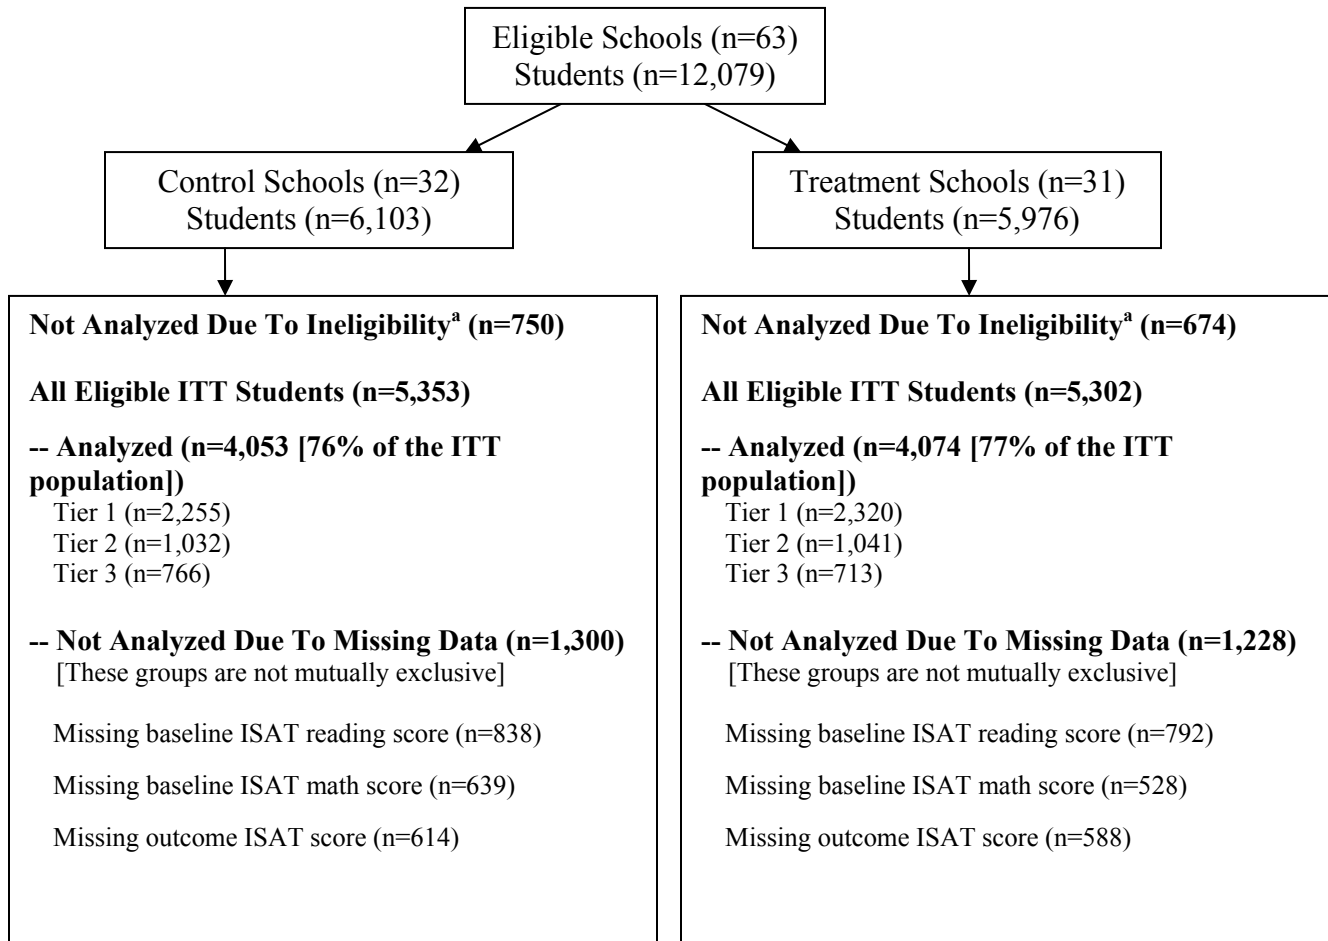 Eligible Schools (n=63)
Students (n=12,079)
Control Schools (n=32)
Students (n=6,103)
Treatment Schools (n=31)
Students (n=5,976)
Not Analyzed Due To Ineligibilityᵃ (n=750)
All Eligible ITT Students (n=5,353)
-- Analyzed (n=4,053 [76% of the ITT
population])
Tier 1 (n=2,255)
Tier 2 (n=1,032)
Tier 3 (n=766)
-- Not Analyzed Due To Missing Data (n=1,300)
[These groups are not mutually exclusive]
Missing baseline ISAT reading score (n=838)
Missing baseline ISAT math score (n=639)
Missing outcome ISAT score (n=614)
Not Analyzed Due To Ineligibilityᵃ (n=674)
All Eligible ITT Students (n=5,302)
-- Analyzed (n=4,074 [77% of the ITT
population])
Tier 1 (n=2,320)
Tier 2 (n=1,041)
Tier 3 (n=713)
-- Not Analyzed Due To Missing Data (n=1,228)
[These groups are not mutually exclusive]
Missing baseline ISAT reading score (n=792)
Missing baseline ISAT math score (n=528)
Missing outcome ISAT score (n=588)